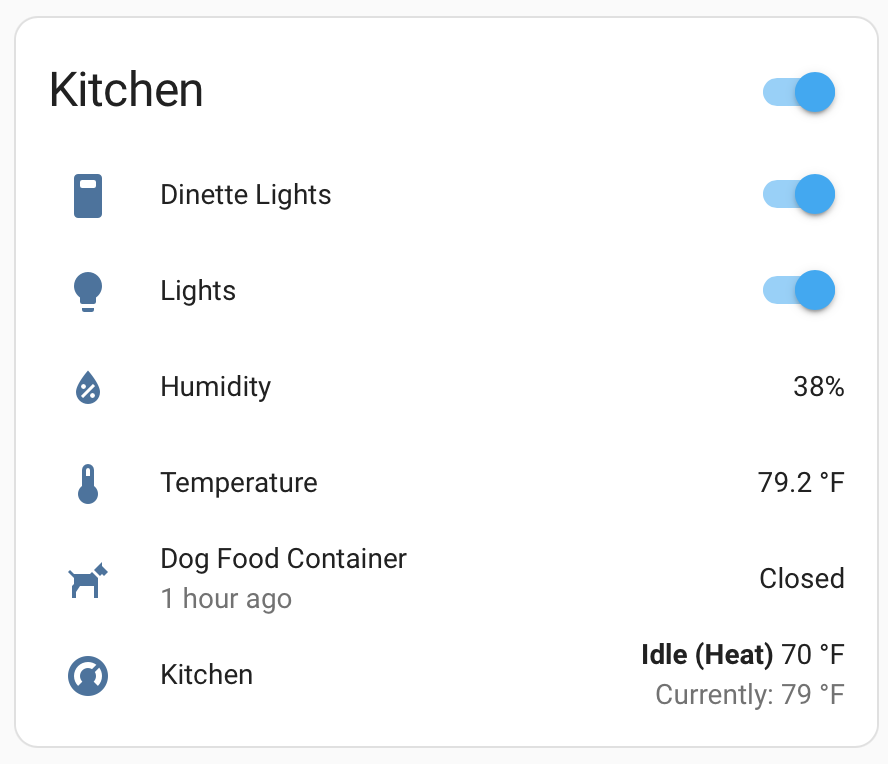 Kitchen
Dinette Lights
Lights
Humidity 38%
Temperature 79.2 °F
Dog Food Container
1 hour ago
Closed
Kitchen
Idle (Heat) 70 °F
Currently: 79 °F